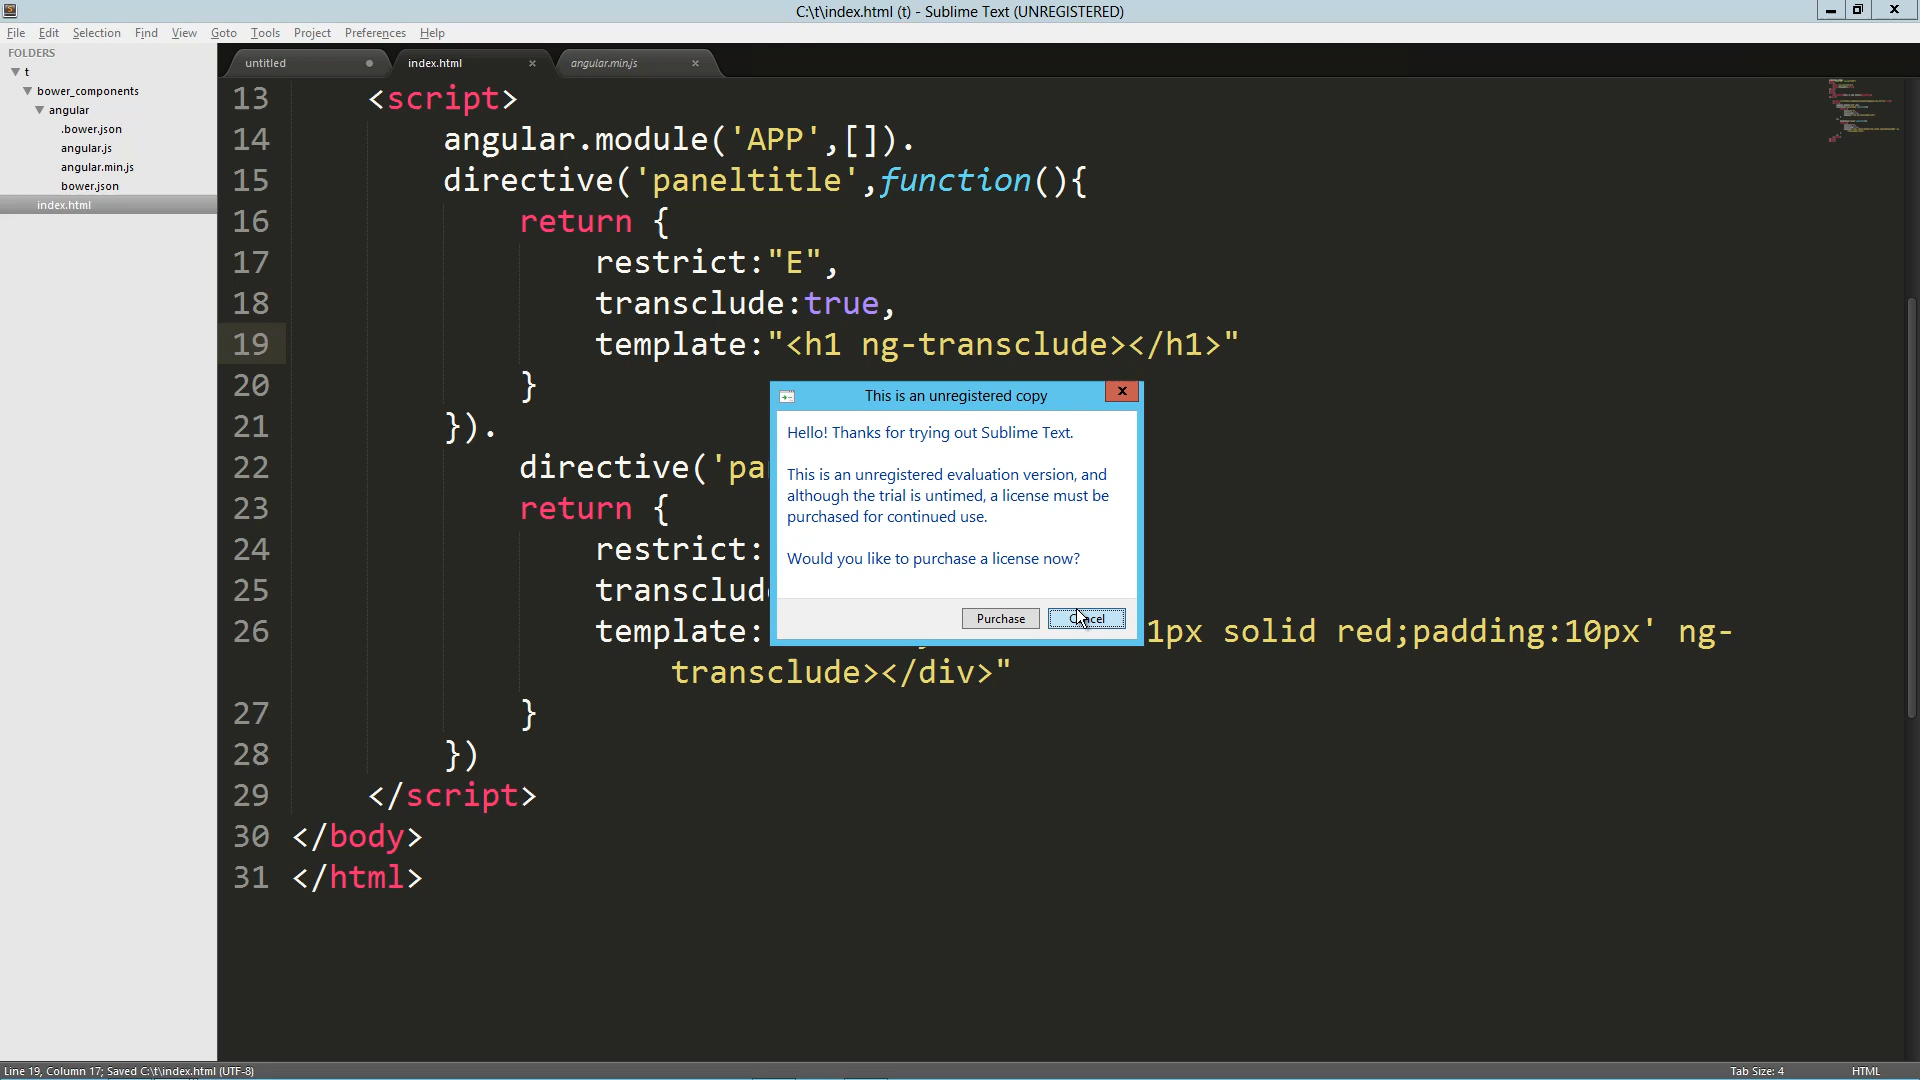 C:\t\index.html (t) - Sublime Text (UNREGISTERED)
File Edit Selection Find View Goto Tools Project Preferences Help
FOLDERS
t
bower_components
angular
.bower.json
angular.js
angular.min.js
bower.json
index.html
untitled
index.html
angular.min.js
13 <script>
14 angular.module('APP',[]).
15 directive('paneltitle',function(){
16 return {
17 restrict:"E",
18 transclude:true,
19 template:"<h1 ng-transclude></h1>"
20 }
21 }).
22 directive('pa
23 return {
24 restrict:
25 transclud
26 template: 1px solid red;padding:10px' ng-
transclude></div>"
27 }
28 })
29 </script>
30 </body>
31 </html>
This is an unregistered copy
Hello! Thanks for trying out Sublime Text.
This is an unregistered evaluation version, and
although the trial is untimed, a license must be
purchased for continued use.
Would you like to purchase a license now?
Purchase
Cancel
Line 19, Column 17; Saved C:\t\index.html (UTF-8)
Tab Size: 4
HTML